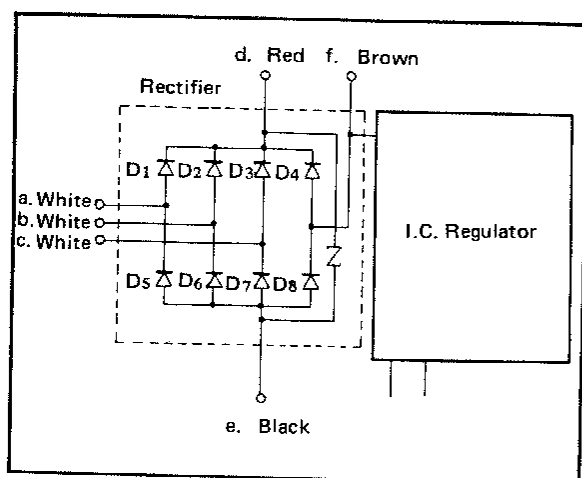 d. Red f. Brown
Rectifier
D1 D2 D3 D4
a. White
b. White
c. White
I.C. Regulator
D5 D6 D7 D8
e. Black